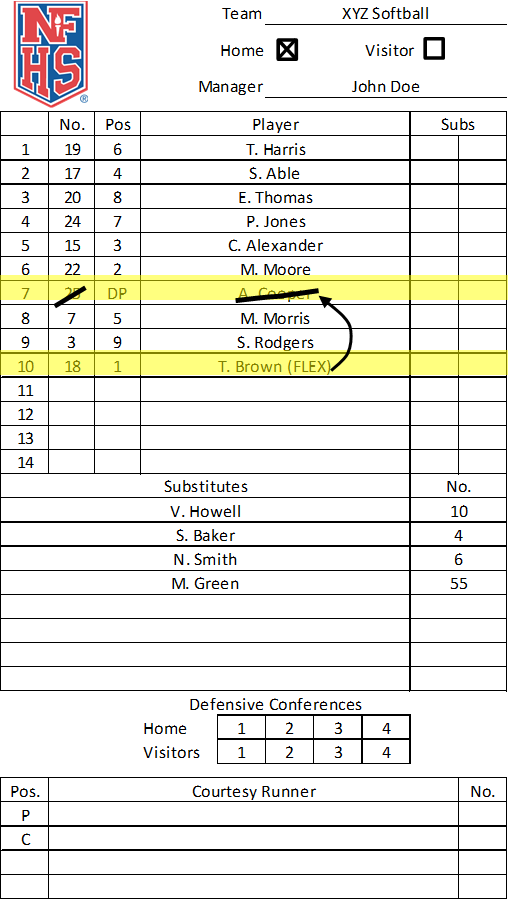 NFHS
®
Team XYZ Softball
Home Visitor
Manager John Doe
No. Pos Player Subs
1 19 6 T. Harris
2 17 4 S. Able
3 20 8 E. Thomas
4 24 7 P. Jones
5 15 3 C. Alexander
6 22 2 M. Moore
7 25 DP A. Cooper
8 7 5 M. Morris
9 3 9 S. Rodgers
10 18 1 T. Brown (FLEX)
11
12
13
14
Substitutes No.
V. Howell 10
S. Baker 4
N. Smith 6
M. Green 55
Defensive Conferences
Home 1 2 3 4
Visitors 1 2 3 4
Pos. Courtesy Runner No.
P
C